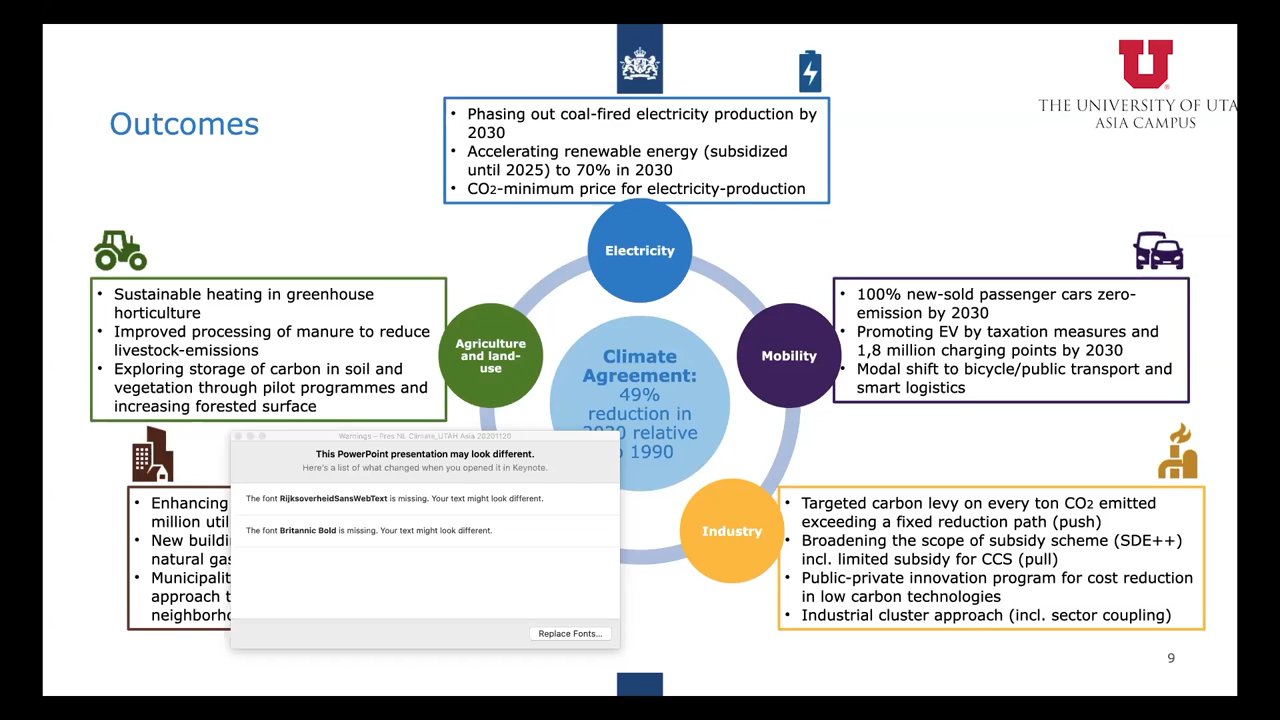 Outcomes
THE UNIVERSITY OF UTA
ASIA CAMPUS
• Phasing out coal-fired electricity production by
2030
• Accelerating renewable energy (subsidized
until 2025) to 70% in 2030
• CO2-minimum price for electricity-production
Electricity
• Sustainable heating in greenhouse
horticulture
• Improved processing of manure to reduce
livestock-emissions
• Exploring storage of carbon in soil and
vegetation through pilot programmes and
increasing forested surface
Agriculture
and land-
use
Climate
Agreement:
49%
reduction in
relative
1990
Mobility
• 100% new-sold passenger cars zero-
emission by 2030
• Promoting EV by taxation measures and
1,8 million charging points by 2030
• Modal shift to bicycle/public transport and
smart logistics
• Enhancing
million
• New
natural
•
approach
Warnings – Pres NL Climate_UTAH Asia 20201120
This PowerPoint presentation may look different.
Here's a list of what changed when you opened it in Keynote.
The font RijksoverheidSansWebText is missing. Your text might look different.
The font Britannic Bold is missing. Your text might look different.
Replace Fonts...
Industry
• Targeted carbon levy on every ton CO2 emitted
exceeding a fixed reduction path (push)
• Broadening the scope of subsidy scheme (SDE++)
incl. limited subsidy for CCS (pull)
• Public-private innovation program for cost reduction
in low carbon technologies
• Industrial cluster approach (incl. sector coupling)
9